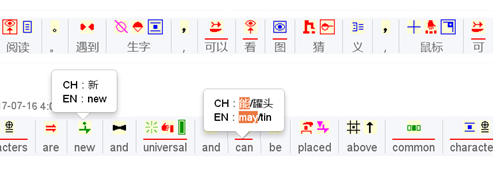 阅读 。 遇到 生字 , 可以 看 图 猜 义 , 鼠标 可
CH : 新
EN : new
CH : 能/罐头
EN : may/tin
17-07-16 4:0
acters are new and universal and can be placed above common characte